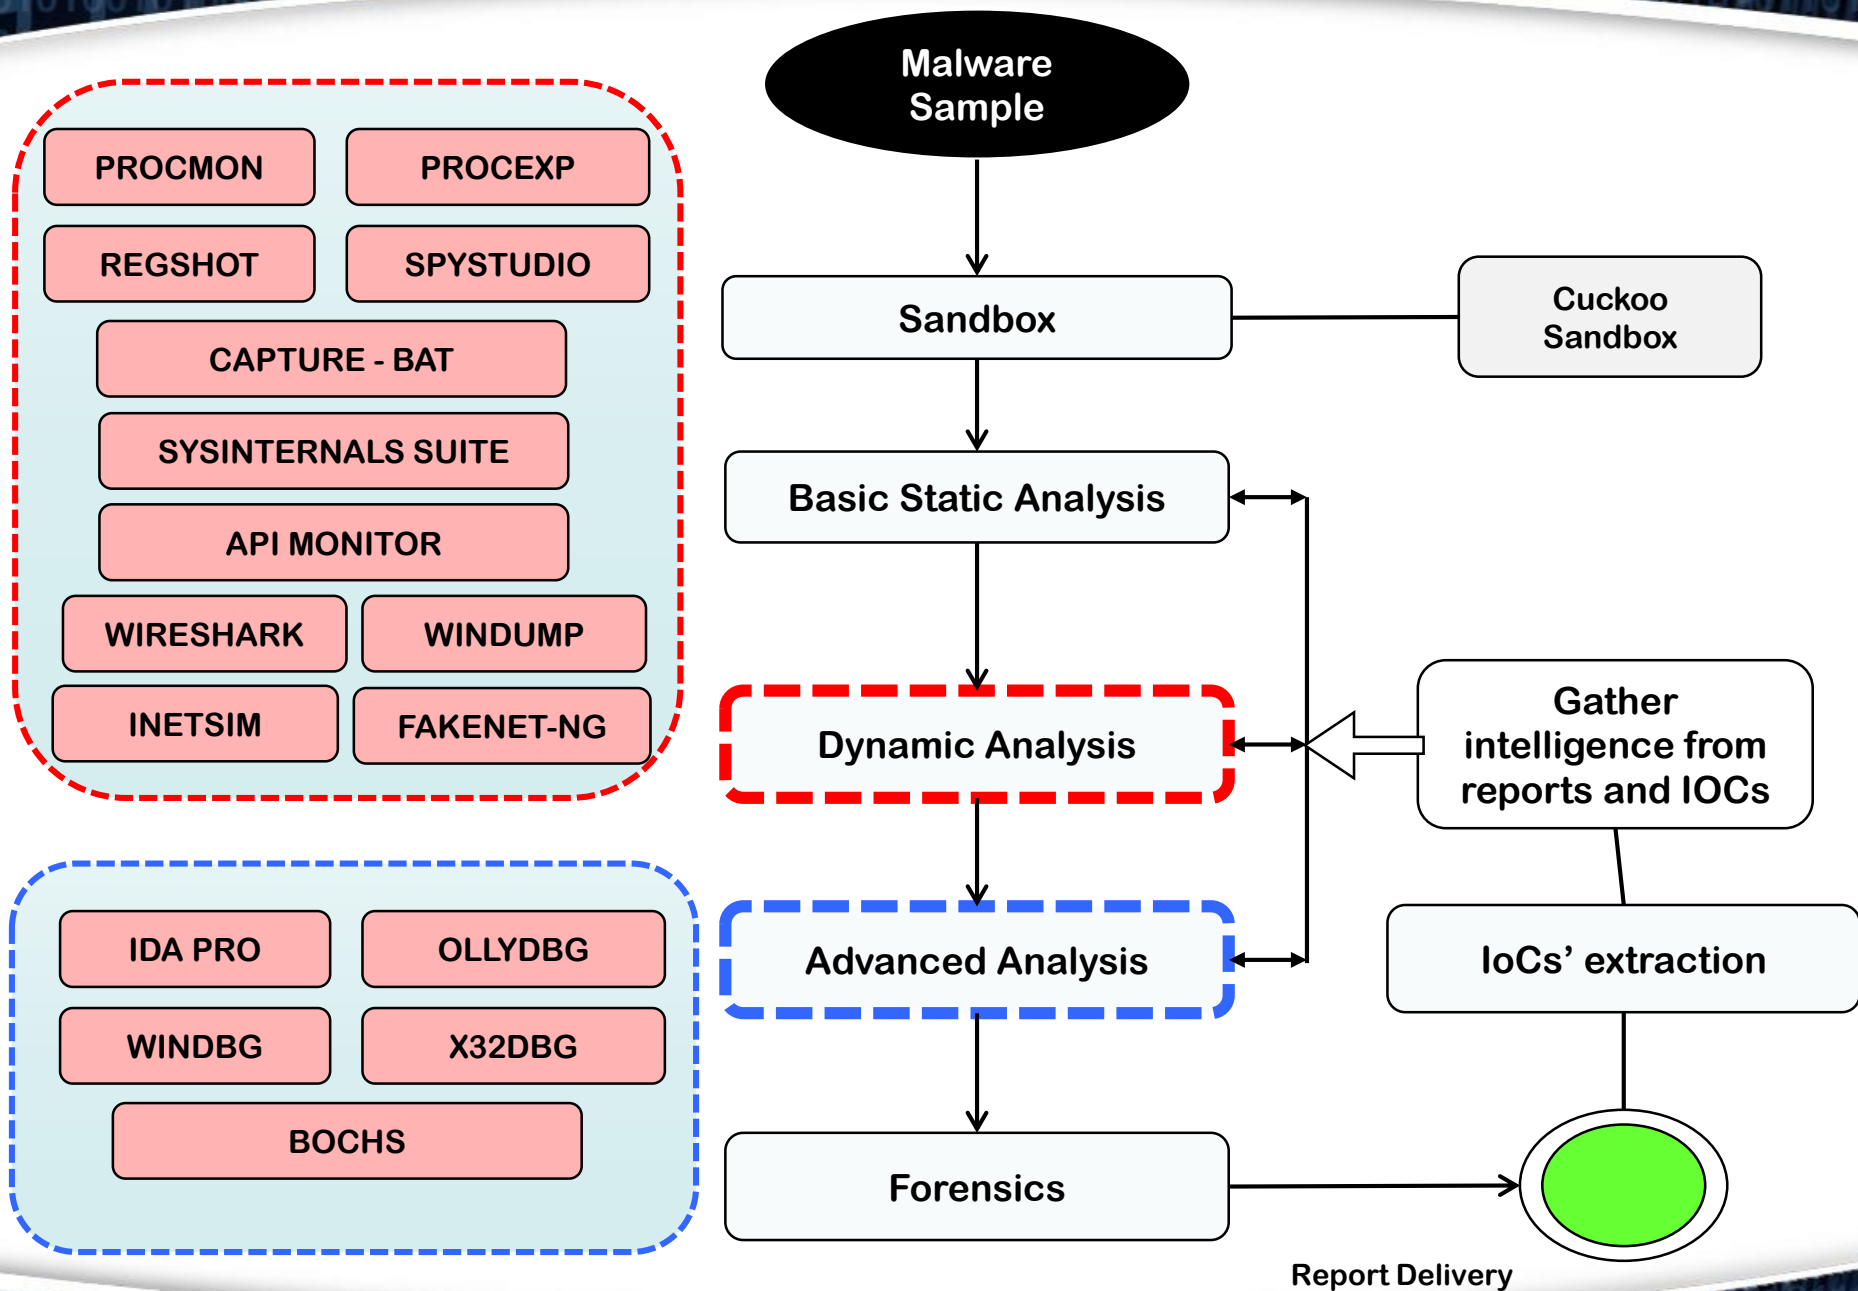 Malware
Sample
PROCMON
PROCEXP
REGSHOT
SPYSTUDIO
CAPTURE - BAT
SYSINTERNALS SUITE
API MONITOR
WIRESHARK
WINDUMP
INETSIM
FAKENET-NG
IDA PRO
OLLYDBG
WINDBG
X32DBG
BOCHS
Sandbox
Cuckoo
Sandbox
Basic Static Analysis
Dynamic Analysis
Advanced Analysis
Forensics
Gather
intelligence from
reports and IOCs
IoCs’ extraction
Report Delivery